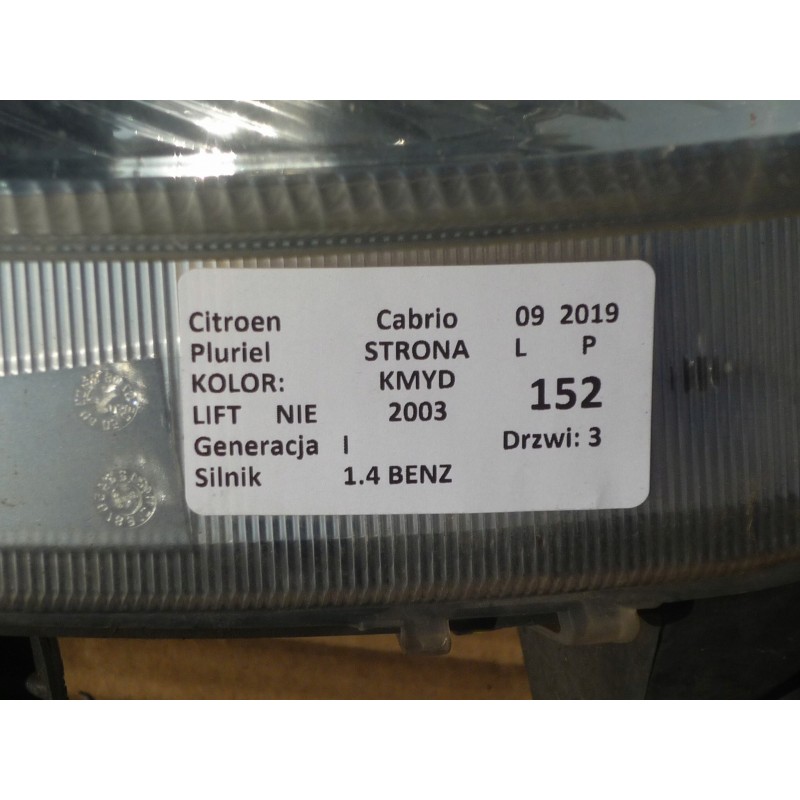 Citroen Cabrio 09 2019
Pluriel STRONA L P
KOLOR: KMYD 152
LIFT NIE 2003
Generacja I Drzwi: 3
Silnik 1.4 BENZ